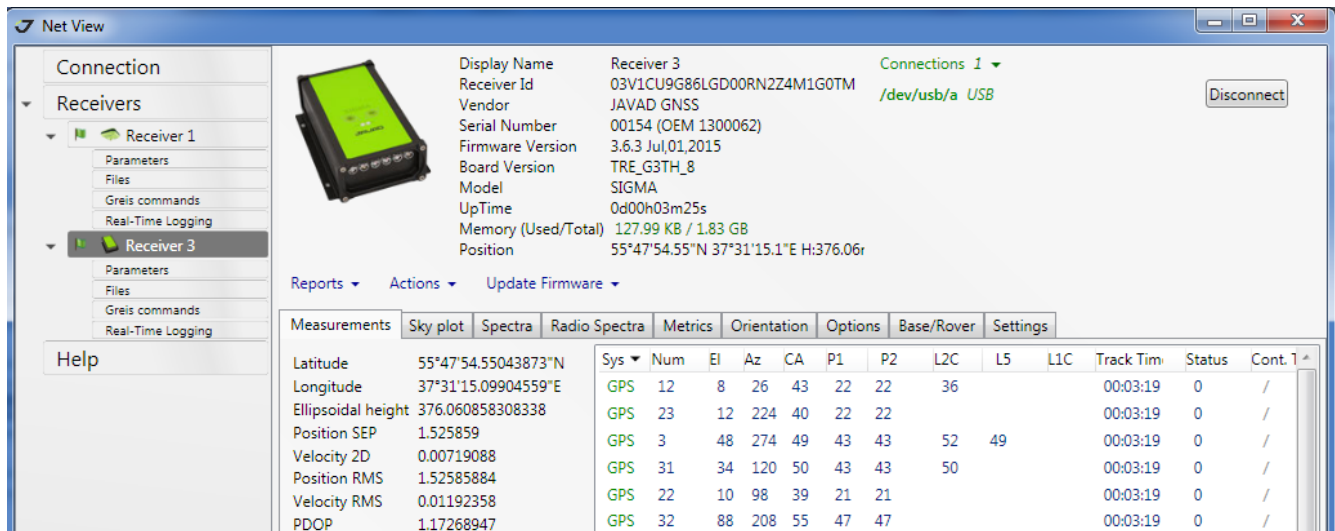 Net View
Connection
Receivers
Receiver 1
Parameters
Files
Greis commands
Real-Time Logging
Receiver 3
Parameters
Files
Greis commands
Real-Time Logging
Help
Display Name Receiver 3
Receiver Id 03V1CU9G86LGD00RN2Z4M1G0TM
Vendor JAVAD GNSS
Serial Number 00154 (OEM 1300062)
Firmware Version 3.6.3 Jul,01,2015
Board Version TRE_G3TH_8
Model SIGMA
UpTime 0d00h03m25s
Memory (Used/Total) 127.99 KB / 1.83 GB
Position 55°47'54.55"N 37°31'15.1"E H:376.06r
Connections 1
/dev/usb/a USB
Disconnect
Reports Actions Update Firmware
Measurements Sky plot Spectra Radio Spectra Metrics Orientation Options Base/Rover Settings
Latitude 55°47'54.55043873"N
Longitude 37°31'15.09904559"E
Ellipsoidal height 376.060858308338
Position SEP 1.525859
Velocity 2D 0.00719088
Position RMS 1.52585884
Velocity RMS 0.01192358
PDOP 1.17268947
Sys Num El Az CA P1 P2 L2C L5 L1C Track Tim Status Cont. T
GPS 12 8 26 43 22 22 36 00:03:19 0 /
GPS 23 12 224 40 22 22 00:03:19 0 /
GPS 3 48 274 49 43 43 52 49 00:03:19 0 /
GPS 31 34 120 50 43 43 50 00:03:19 0 /
GPS 22 10 98 39 21 21 00:03:19 0 /
GPS 32 88 208 55 47 47 00:03:19 0 /